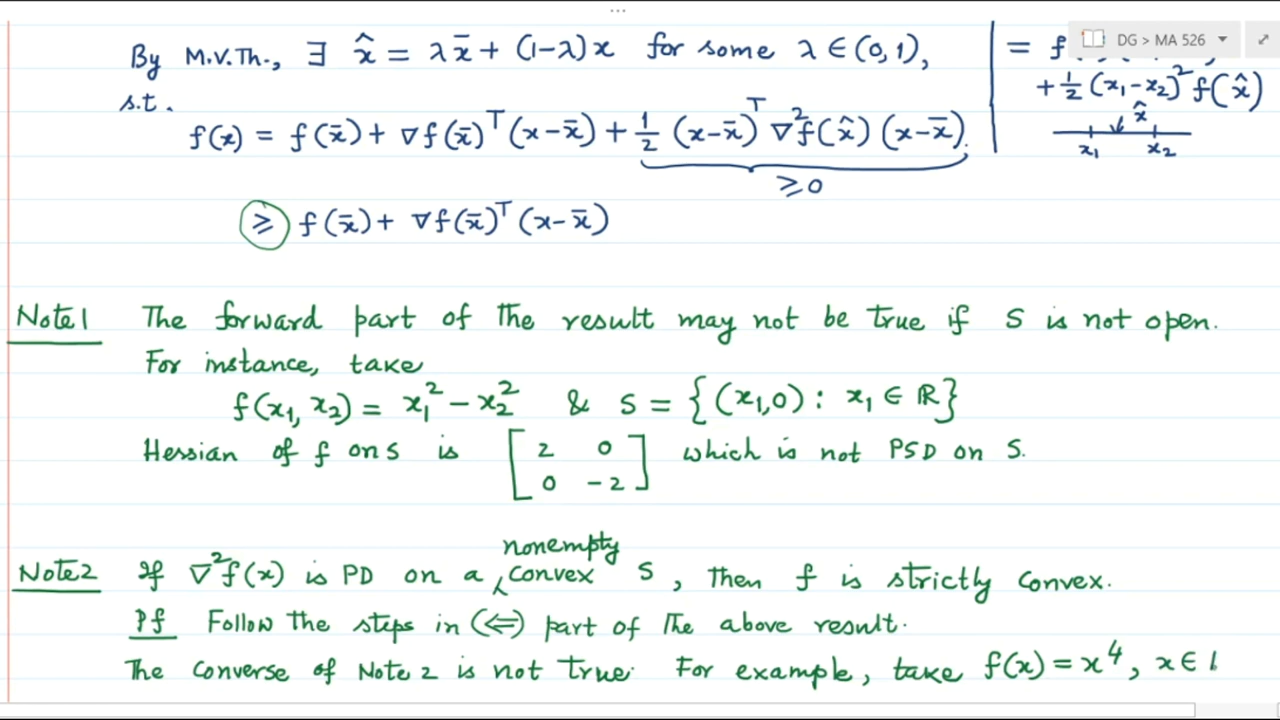 ...
DG > MA 526
By M.V.Th., ∃ x̂ = λx̄ + (1-λ)x for some λ ∈ (0,1),
s.t.
f(x) = f(x̄) + ∇f(x̄)ᵀ(x-x̄) + 1/2 (x-x̄)ᵀ ∇²f(x̂) (x-x̄).
≥0
≥ f(x̄) + ∇f(x̄)ᵀ(x-x̄)
= f
+ 1/2 (x₁-x₂)² f(x̂)
x̂
x₁ x₂
Note1 The forward part of the result may not be true if S is not open.
For instance, take
f(x₁, x₂) = x₁² - x₂² & S = {(x₁,0) : x₁ ∈ ℝ}
Hessian of f on S is [2 0
0 -2] which is not PSD on S.
Note2 If ∇²f(x) is PD on a nonempty convex S, then f is strictly convex.
Pf Follow the steps in (⇐) part of the above result.
The converse of Note 2 is not true. For example, take f(x) = x⁴, x ∈